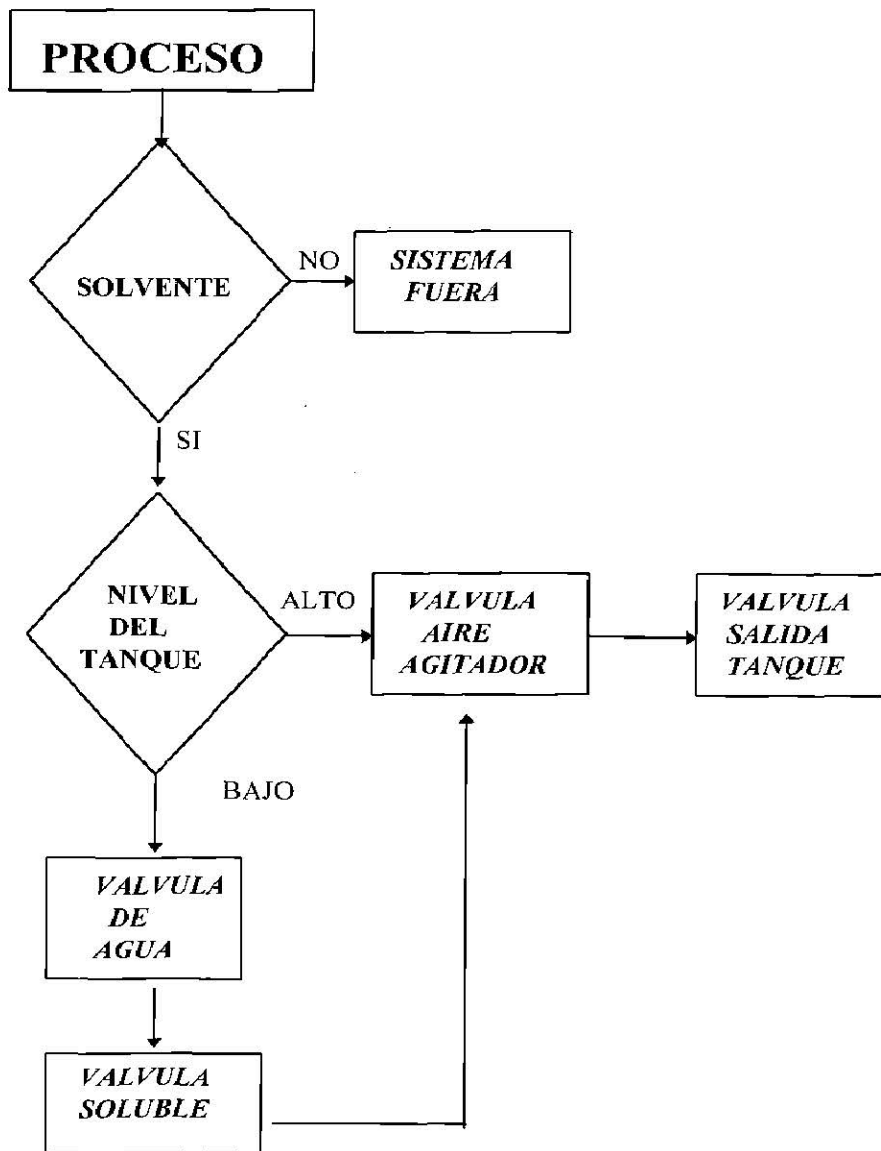 PROCESO
SOLVENTE
NO
SISTEMA
FUERA
SI
NIVEL
DEL
TANQUE
ALTO
VALVULA
AIRE
AGITADOR
VALVULA
SALIDA
TANQUE
BAJO
VALVULA
DE
AGUA
VALVULA
SOLUBLE